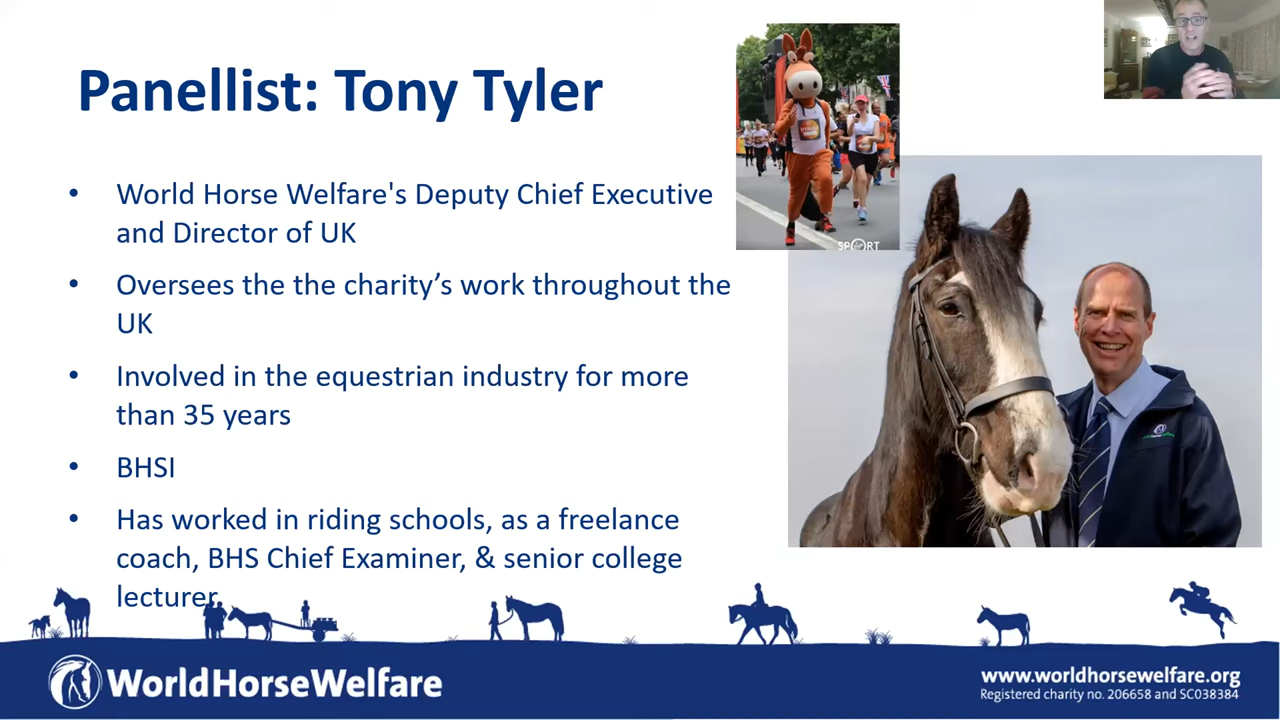 Panellist: Tony Tyler
• World Horse Welfare's Deputy Chief Executive
and Director of UK
• Oversees the the charity’s work throughout the
UK
• Involved in the equestrian industry for more
than 35 years
• BHSI
• Has worked in riding schools, as a freelance
coach, BHS Chief Examiner, & senior college
lecturer
SPORT
WorldHorseWelfare
www.worldhorsewelfare.org
Registered charity no. 206658 and SC038384